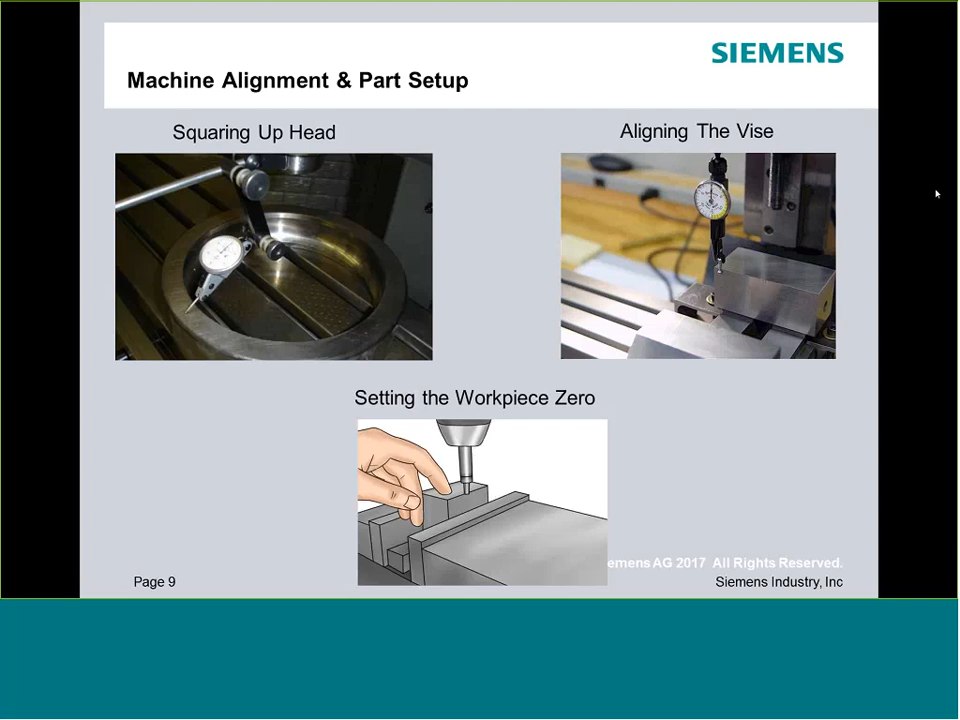 SIEMENS
Machine Alignment & Part Setup
Squaring Up Head
Aligning The Vise
Setting the Workpiece Zero
AG 2017 All Rights Reserved.
Page 9
Siemens Industry, Inc